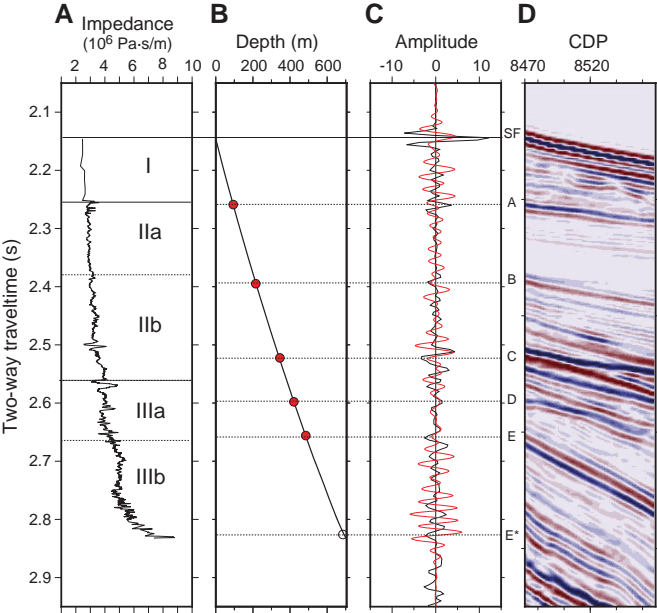 A B C D
Impedance
(10⁶ Pa·s/m)
Depth (m)
Amplitude
CDP
2 4 6 8 10
0 200 400 600
-10 0 10
8470 8520
Two-way traveltime (s)
2.1
2.2
2.3
2.4
2.5
2.6
2.7
2.8
2.9
I
IIa
IIb
IIIa
IIIb
SF
A
B
C
D
E
E*